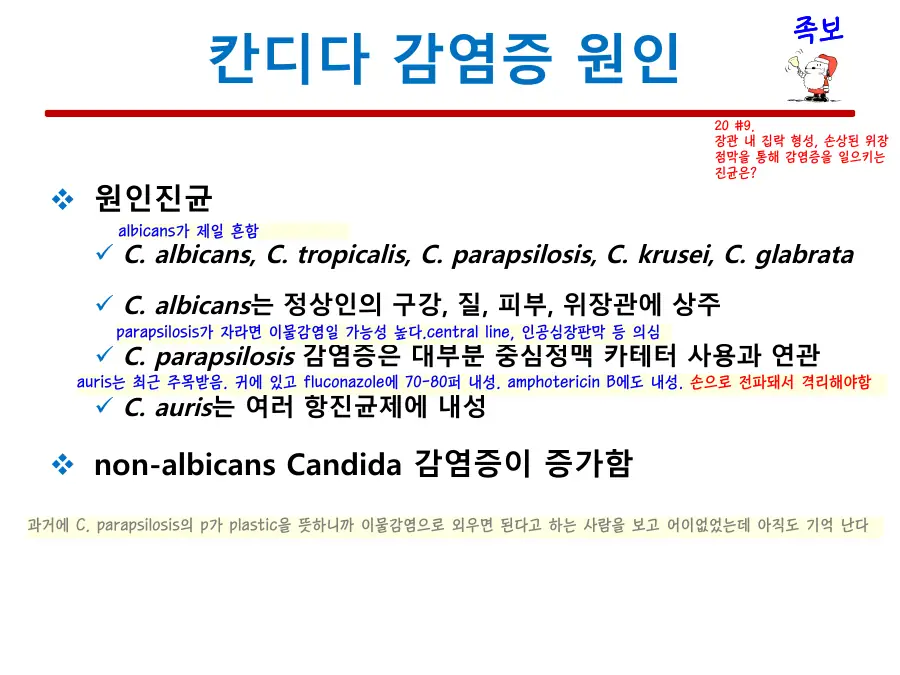 칸디다 감염증 원인
족보
20 #9.
장관 내 집락 형성, 손상된 위장
점막을 통해 감염증을 일으키는
진균은?
원인진균
albicans가 제일 흔함
C. albicans, C. tropicalis, C. parapsilosis, C. krusei, C. glabrata
C. albicans는 정상인의 구강, 질, 피부, 위장관에 상주
parapsilosis가 자라면 이물감염일 가능성 높다.central line, 인공심장판막 등 의심
C. parapsilosis 감염증은 대부분 중심정맥 카테터 사용과 연관
auris는 최근 주목받음. 귀에 있고 fluconazole에 70-80퍼 내성. amphotericin B에도 내성. 손으로 전파돼서 격리해야함
C. auris는 여러 항진균제에 내성
non-albicans Candida 감염증이 증가함
과거에 C. parapsilosis의 p가 plastic을 뜻하니까 이물감염으로 외우면 된다고 하는 사람을 보고 어이없었는데 아직도 기억 난다